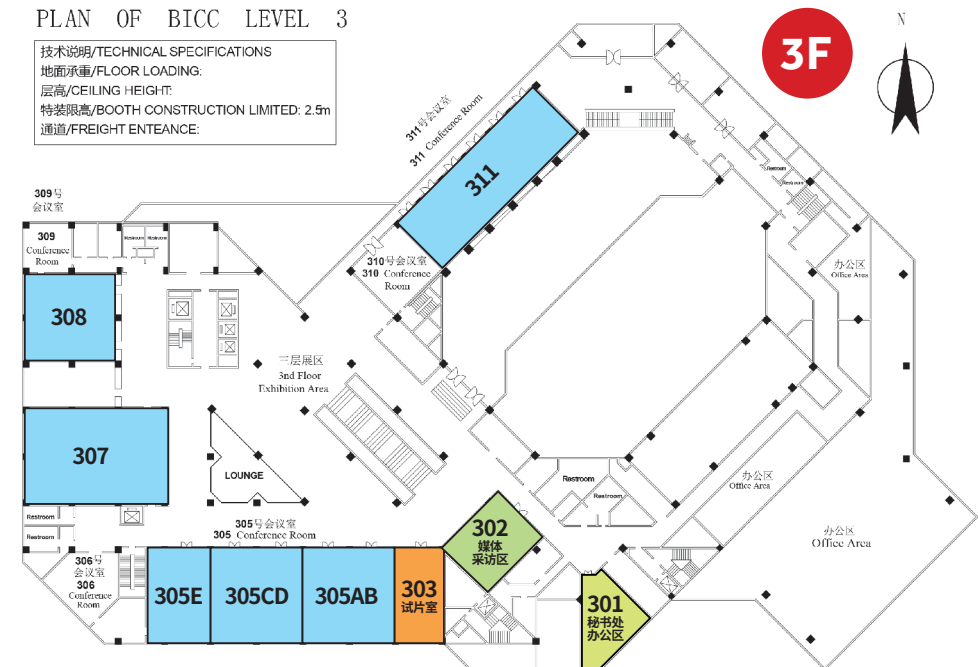 PLAN OF BICC LEVEL 3
技术说明/TECHNICAL SPECIFICATIONS
地面承重/FLOOR LOADING:
层高/CEILING HEIGHT:
特装限高/BOOTH CONSTRUCTION LIMITED: 2.5m
通道/FREIGHT ENTEANCE:
3F
N
311号会议室
311 Conference Room
311
309号
会议室
309
Conference
Room
Restroom
Restroom
308
310号会议室
310 Conference
Room
Restroom
Restroom
办公区
Office Area
三层展区
3nd Floor
Exhibition Area
307
LOUNGE
Restroom
Restroom
305号会议室
305 Conference Room
306号
会议室
306
Conference
Room
305E
305CD
305AB
303
试片室
302
媒体
采访区
301
秘书处
办公区
Restroom
Restroom
办公区
Office Area
办公区
Office Area